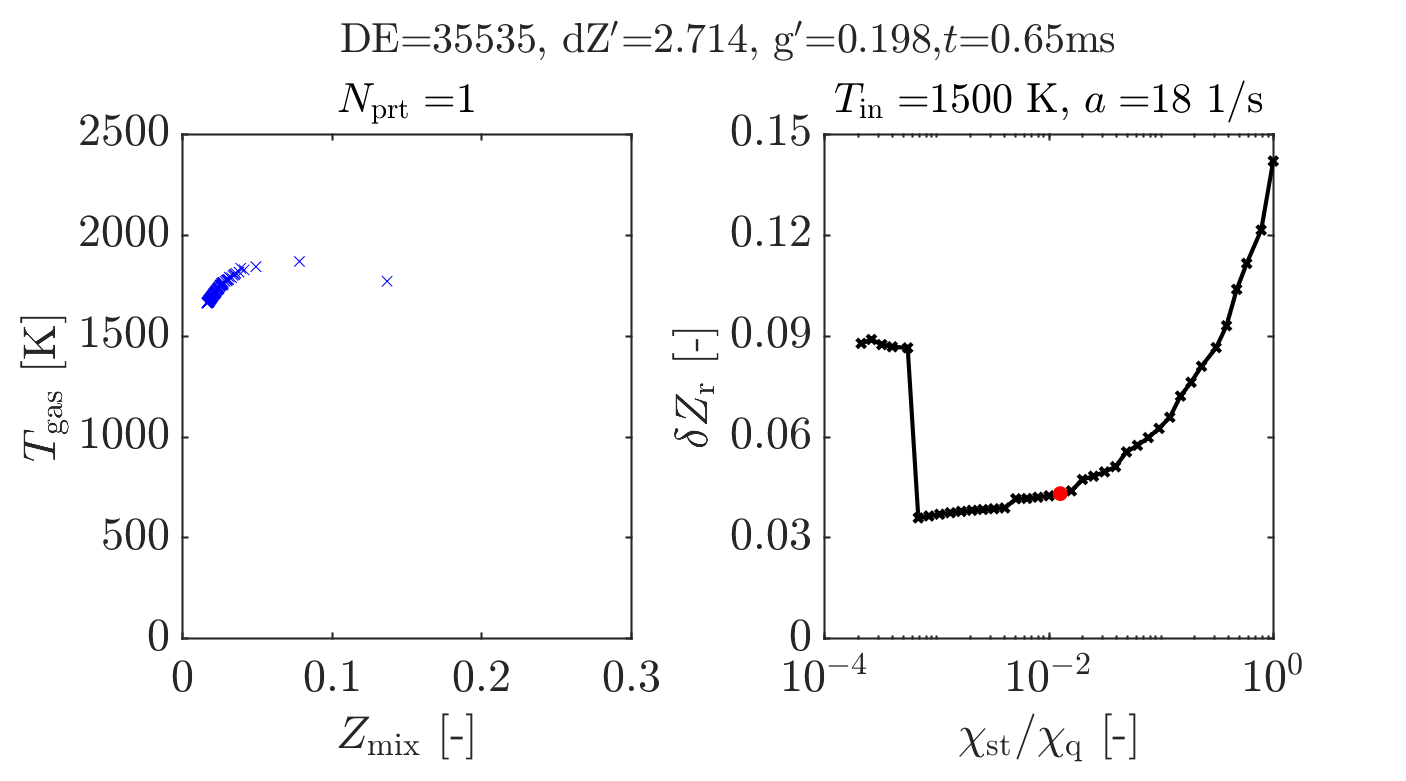 DE=35535, dZ′=2.714, g′=0.198,t=0.65ms
N_prt =1
2500
2000
1500
1000
500
0
0 0.1 0.2 0.3
T_gas [K]
Z_mix [-]
T_in =1500 K, a =18 1/s
0.15
0.12
0.09
0.06
0.03
0
10^−4 10^−2 10^0
δZ_r [-]
χ_st/χ_q [-]